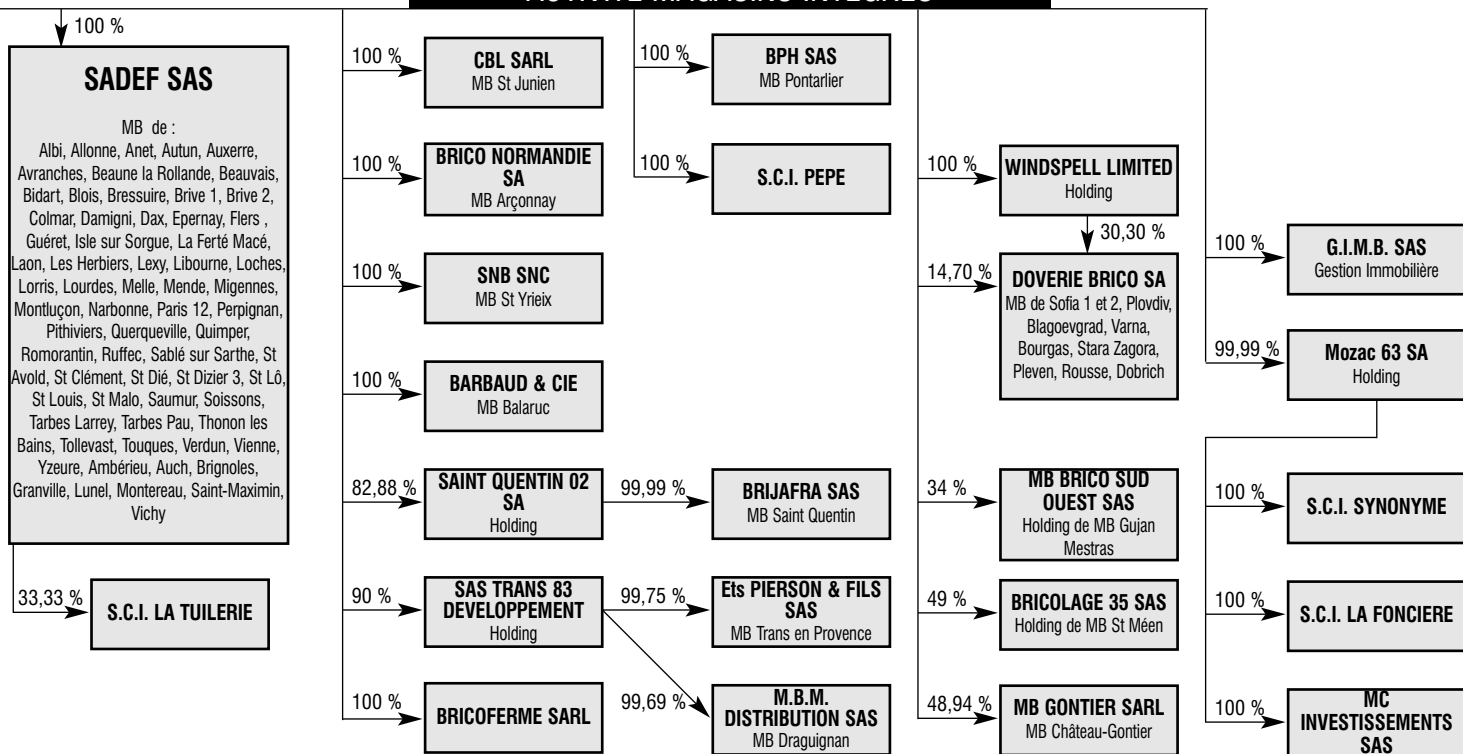 ACTIVITÉ MAGASINS INTÉGRÉS
100 %
SADEF SAS
MB de :
Albi, Allonne, Anet, Autun, Auxerre,
Avranches, Beaune la Rollande, Beauvais,
Bidart, Blois, Bressuire, Brive 1, Brive 2,
Colmar, Damigni, Dax, Epernay, Flers ,
Guéret, Isle sur Sorgue, La Ferté Macé,
Laon, Les Herbiers, Lexy, Libourne, Loches,
Lorris, Lourdes, Melle, Mende, Migennes,
Montluçon, Narbonne, Paris 12, Perpignan,
Pithiviers, Querqueville, Quimper,
Romorantin, Ruffec, Sablé sur Sarthe, St
Avold, St Clément, St Dié, St Dizier 3, St Lô,
St Louis, St Malo, Saumur, Soissons,
Tarbes Larrey, Tarbes Pau, Thonon les
Bains, Tollevast, Touques, Verdun, Vienne,
Yzeure, Ambérieu, Auch, Brignoles,
Granville, Lunel, Montereau, Saint-Maximin,
Vichy
33,33 %
S.C.I. LA TUILERIE
100 %
CBL SARL
MB St Junien
100 %
BRICO NORMANDIE
SA
MB Arçonnay
100 %
SNB SNC
MB St Yrieix
100 %
BARBAUD & CIE
MB Balaruc
82,88 %
SAINT QUENTIN 02
SA
Holding
99,99 %
BRIJAFRA SAS
MB Saint Quentin
90 %
SAS TRANS 83
DEVELOPPEMENT
Holding
99,75 %
Ets PIERSON & FILS
SAS
MB Trans en Provence
99,69 %
M.B.M.
DISTRIBUTION SAS
MB Draguignan
100 %
BRICOFERME SARL
100 %
BPH SAS
MB Pontarlier
100 %
S.C.I. PEPE
100 %
WINDSPELL LIMITED
Holding
30,30 %
14,70 %
DOVERIE BRICO SA
MB de Sofia 1 et 2, Plovdiv,
Blagoevgrad, Varna,
Bourgas, Stara Zagora,
Pleven, Rousse, Dobrich
34 %
MB BRICO SUD
OUEST SAS
Holding de MB Gujan
Mestras
49 %
BRICOLAGE 35 SAS
Holding de MB St Méen
48,94 %
MB GONTIER SARL
MB Château-Gontier
100 %
G.I.M.B. SAS
Gestion Immobilière
99,99 %
Mozac 63 SA
Holding
100 %
S.C.I. SYNONYME
100 %
S.C.I. LA FONCIERE
100 %
MC
INVESTISSEMENTS
SAS